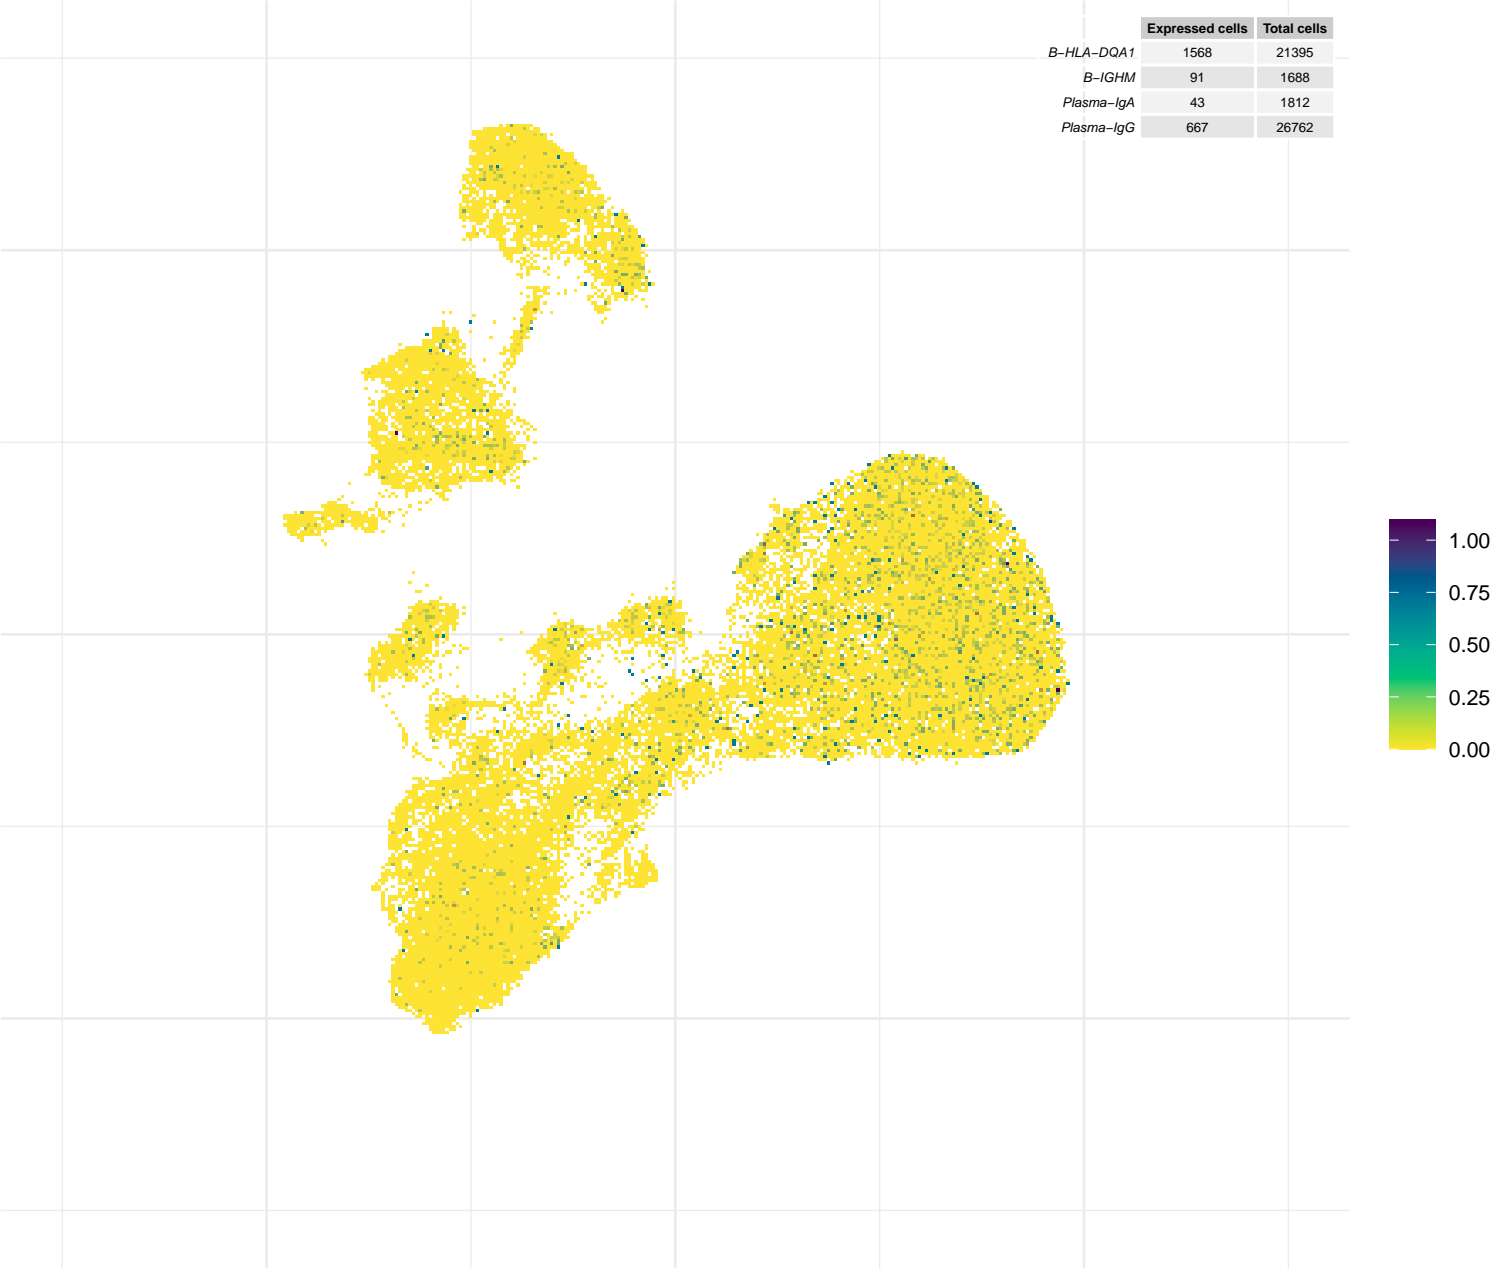 Expressed cells Total cells
B−HLA−DQA1 1568 21395
B−IGHM 91 1688
Plasma−IgA 43 1812
Plasma−IgG 667 26762
1.00
0.75
0.50
0.25
0.00